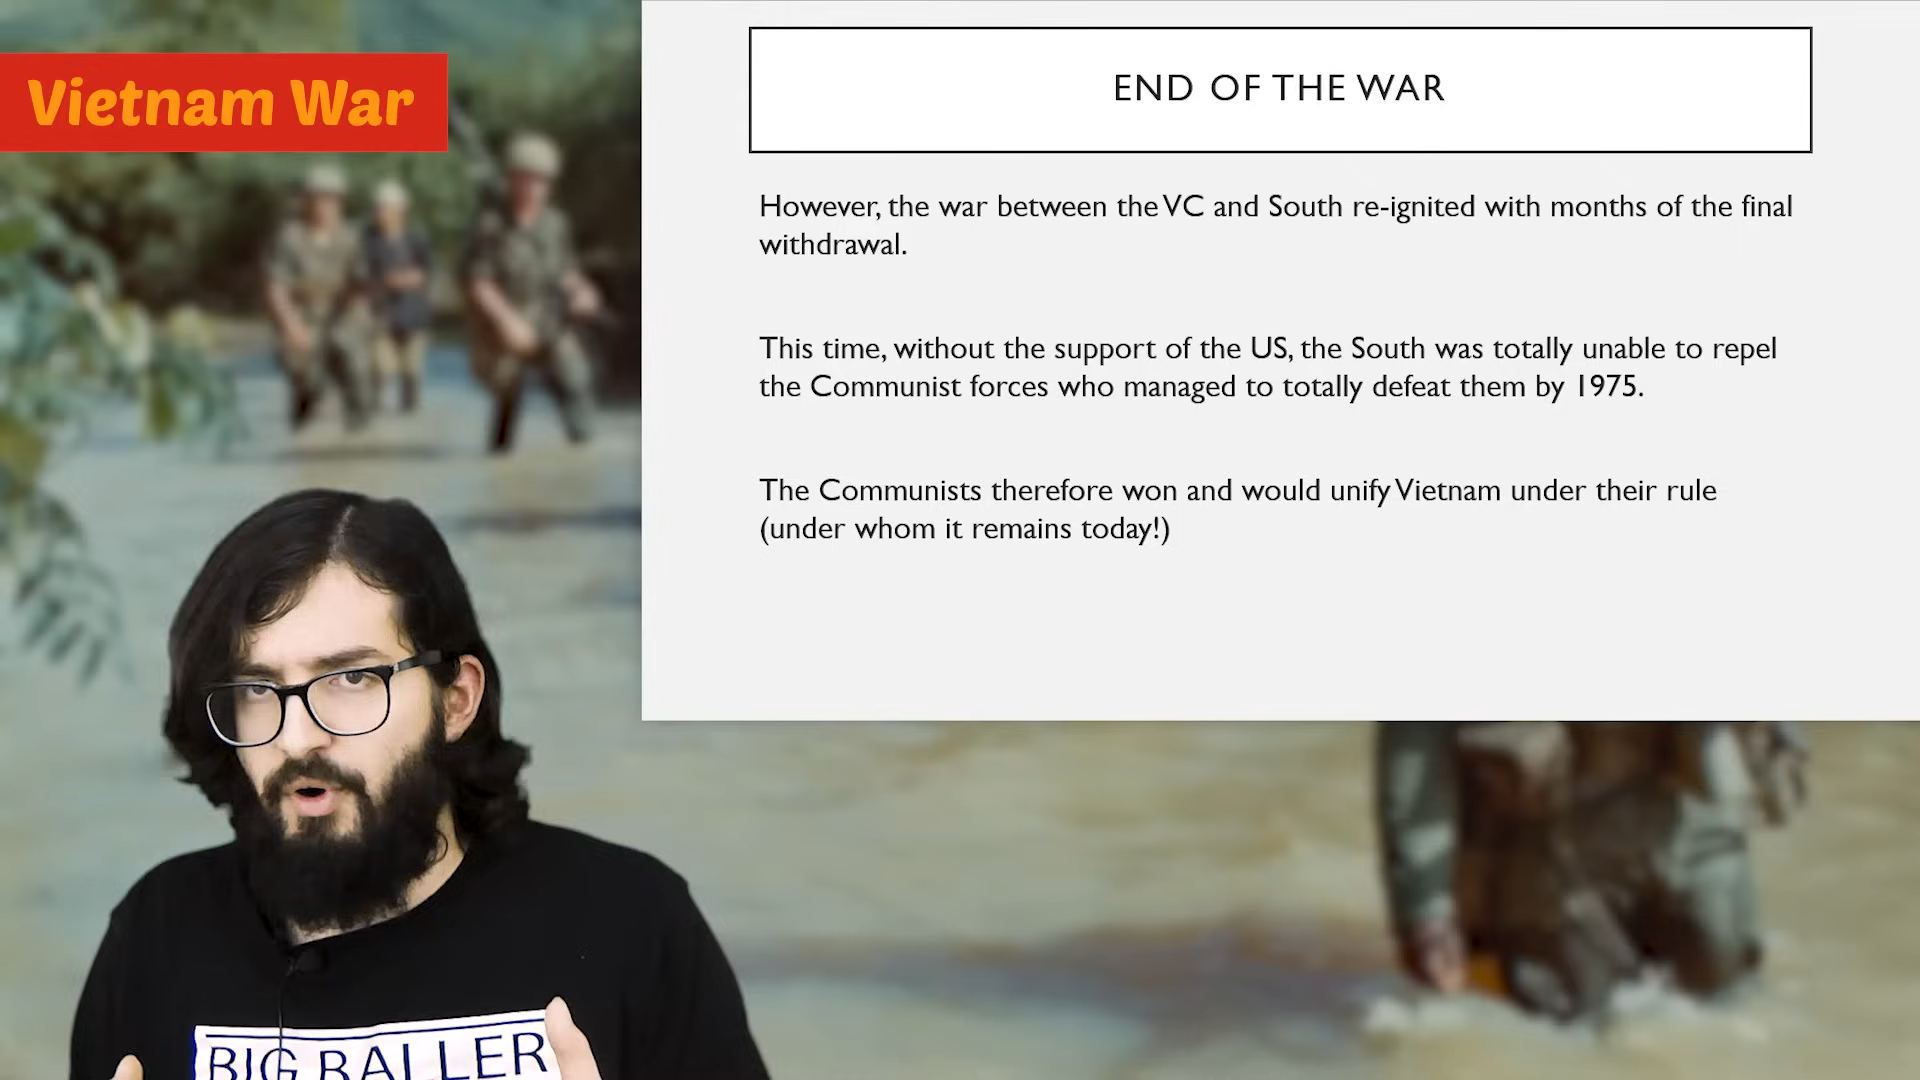 Vietnam War
END OF THE WAR
However, the war between the VC and South re-ignited with months of the final
withdrawal.
This time, without the support of the US, the South was totally unable to repel
the Communist forces who managed to totally defeat them by 1975.
The Communists therefore won and would unify Vietnam under their rule
(under whom it remains today!)
BIG BALLER